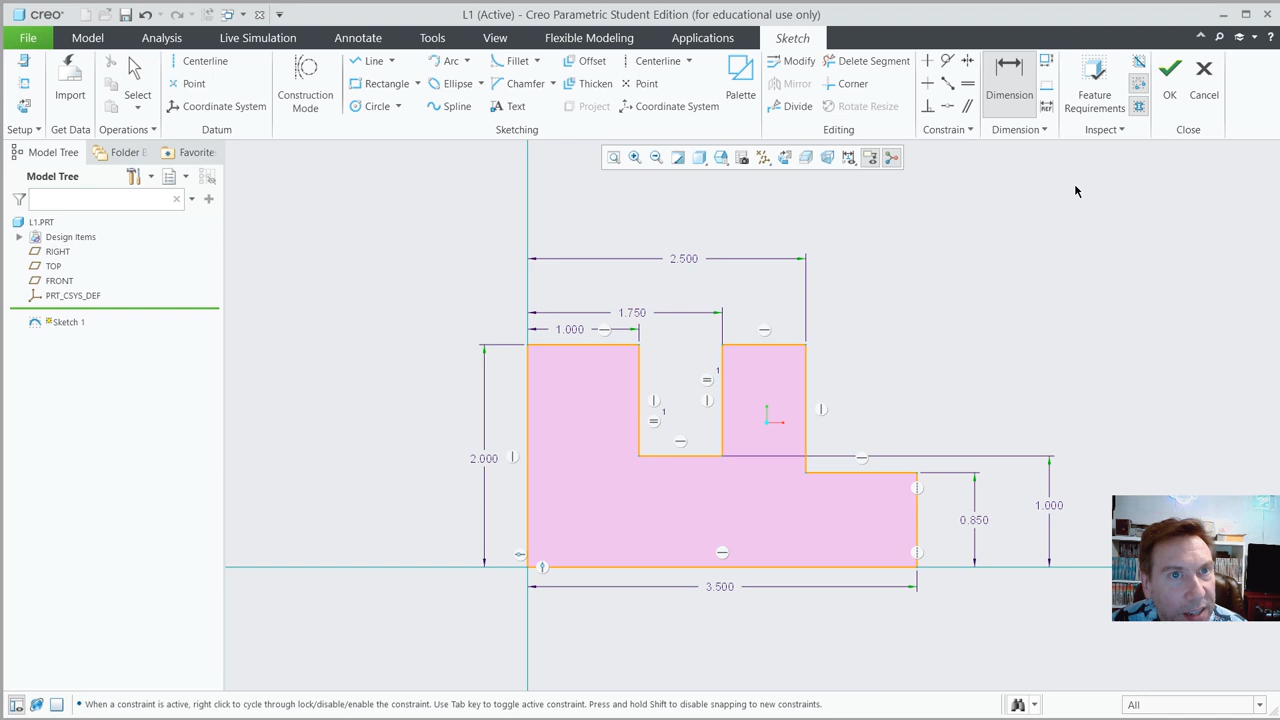 creo L1 (Active) - Creo Parametric Student Edition (for educational use only)
File Model Analysis Live Simulation Annotate Tools View Flexible Modeling Applications Sketch
Centerline Line Arc Fillet Offset Centerline Modify Delete Segment
Point Rectangle Ellipse Chamfer Thicken Point Mirror Corner
Coordinate System Circle Spline Text Project Coordinate System Divide Rotate Resize
Import Select Construction Mode Palette Dimension Feature Requirements OK Cancel
Setup Get Data Operations Datum Sketching Editing Constrain Dimension Inspect Close
Model Tree Folder B Favorite
Model Tree
L1.PRT
Design Items
RIGHT
TOP
FRONT
PRT_CSYS_DEF
Sketch 1
2.500
1.750
1.000
1
1
2.000
1.000
0.850
3.500
• When a constraint is active, right click to cycle through lock/disable/enable the constraint. Use Tab key to toggle active constraint. Press and hold Shift to disable snapping to new constraints.
All